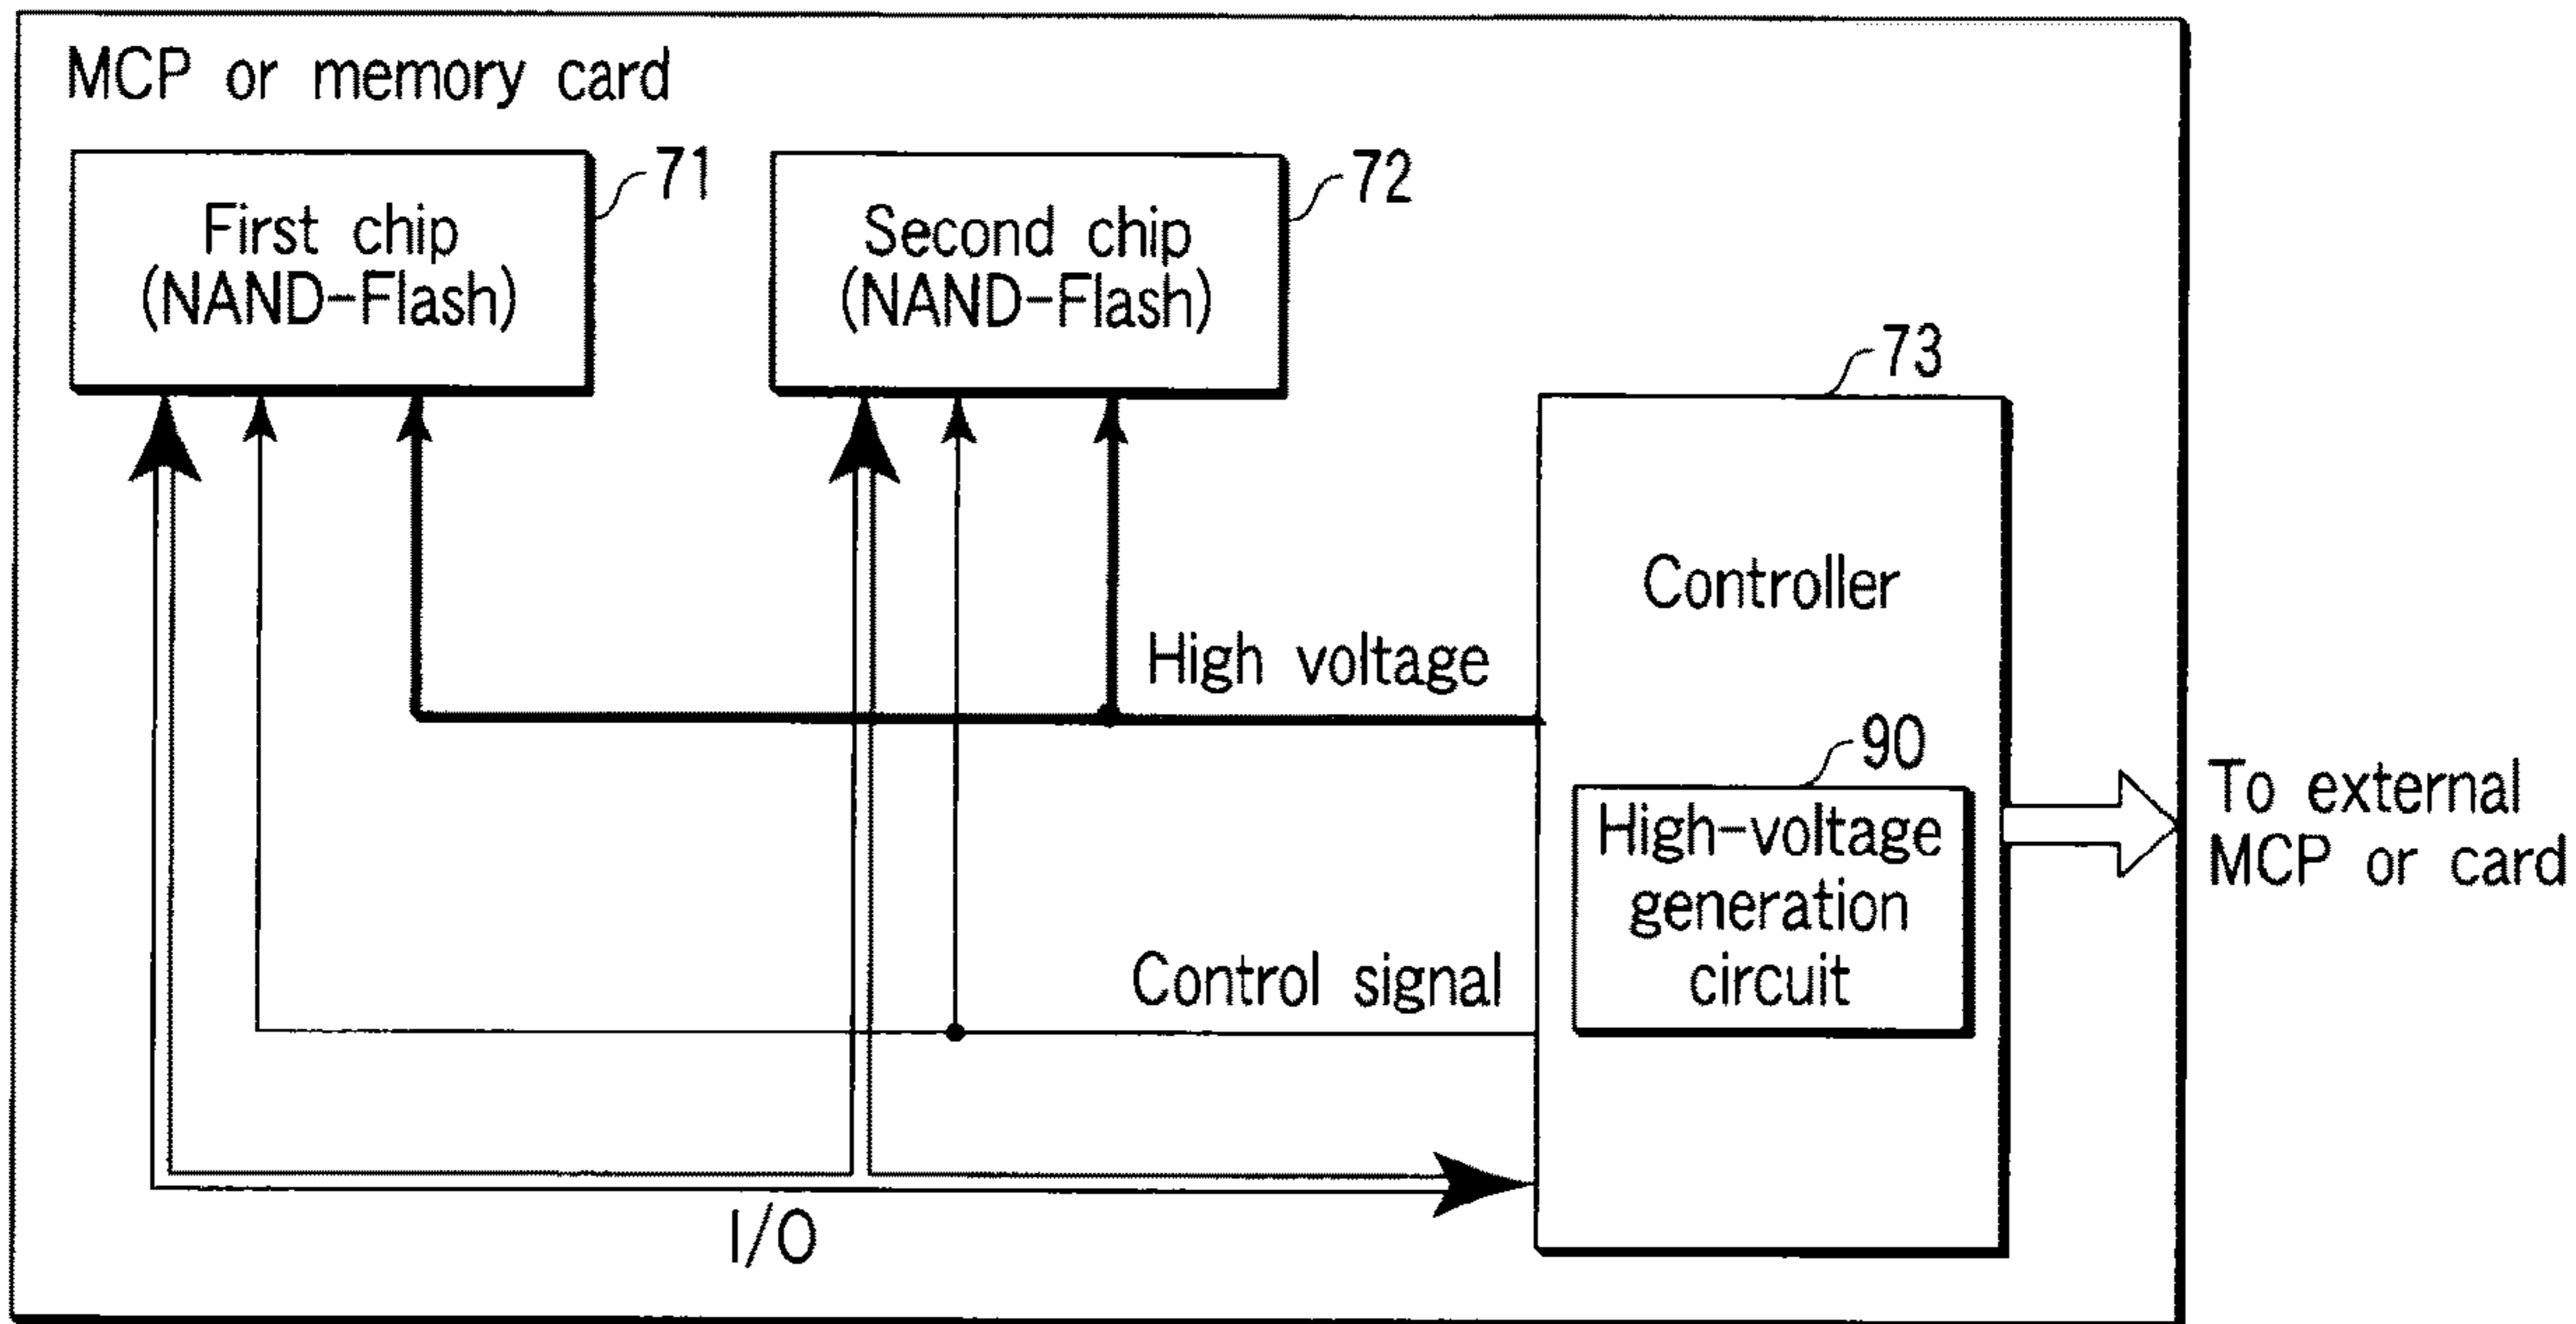 MCP or memory card
71
First chip
(NAND-Flash)
72
Second chip
(NAND-Flash)
73
Controller
High voltage
90
High-voltage
generation
circuit
To external
MCP or card
Control signal
I/O